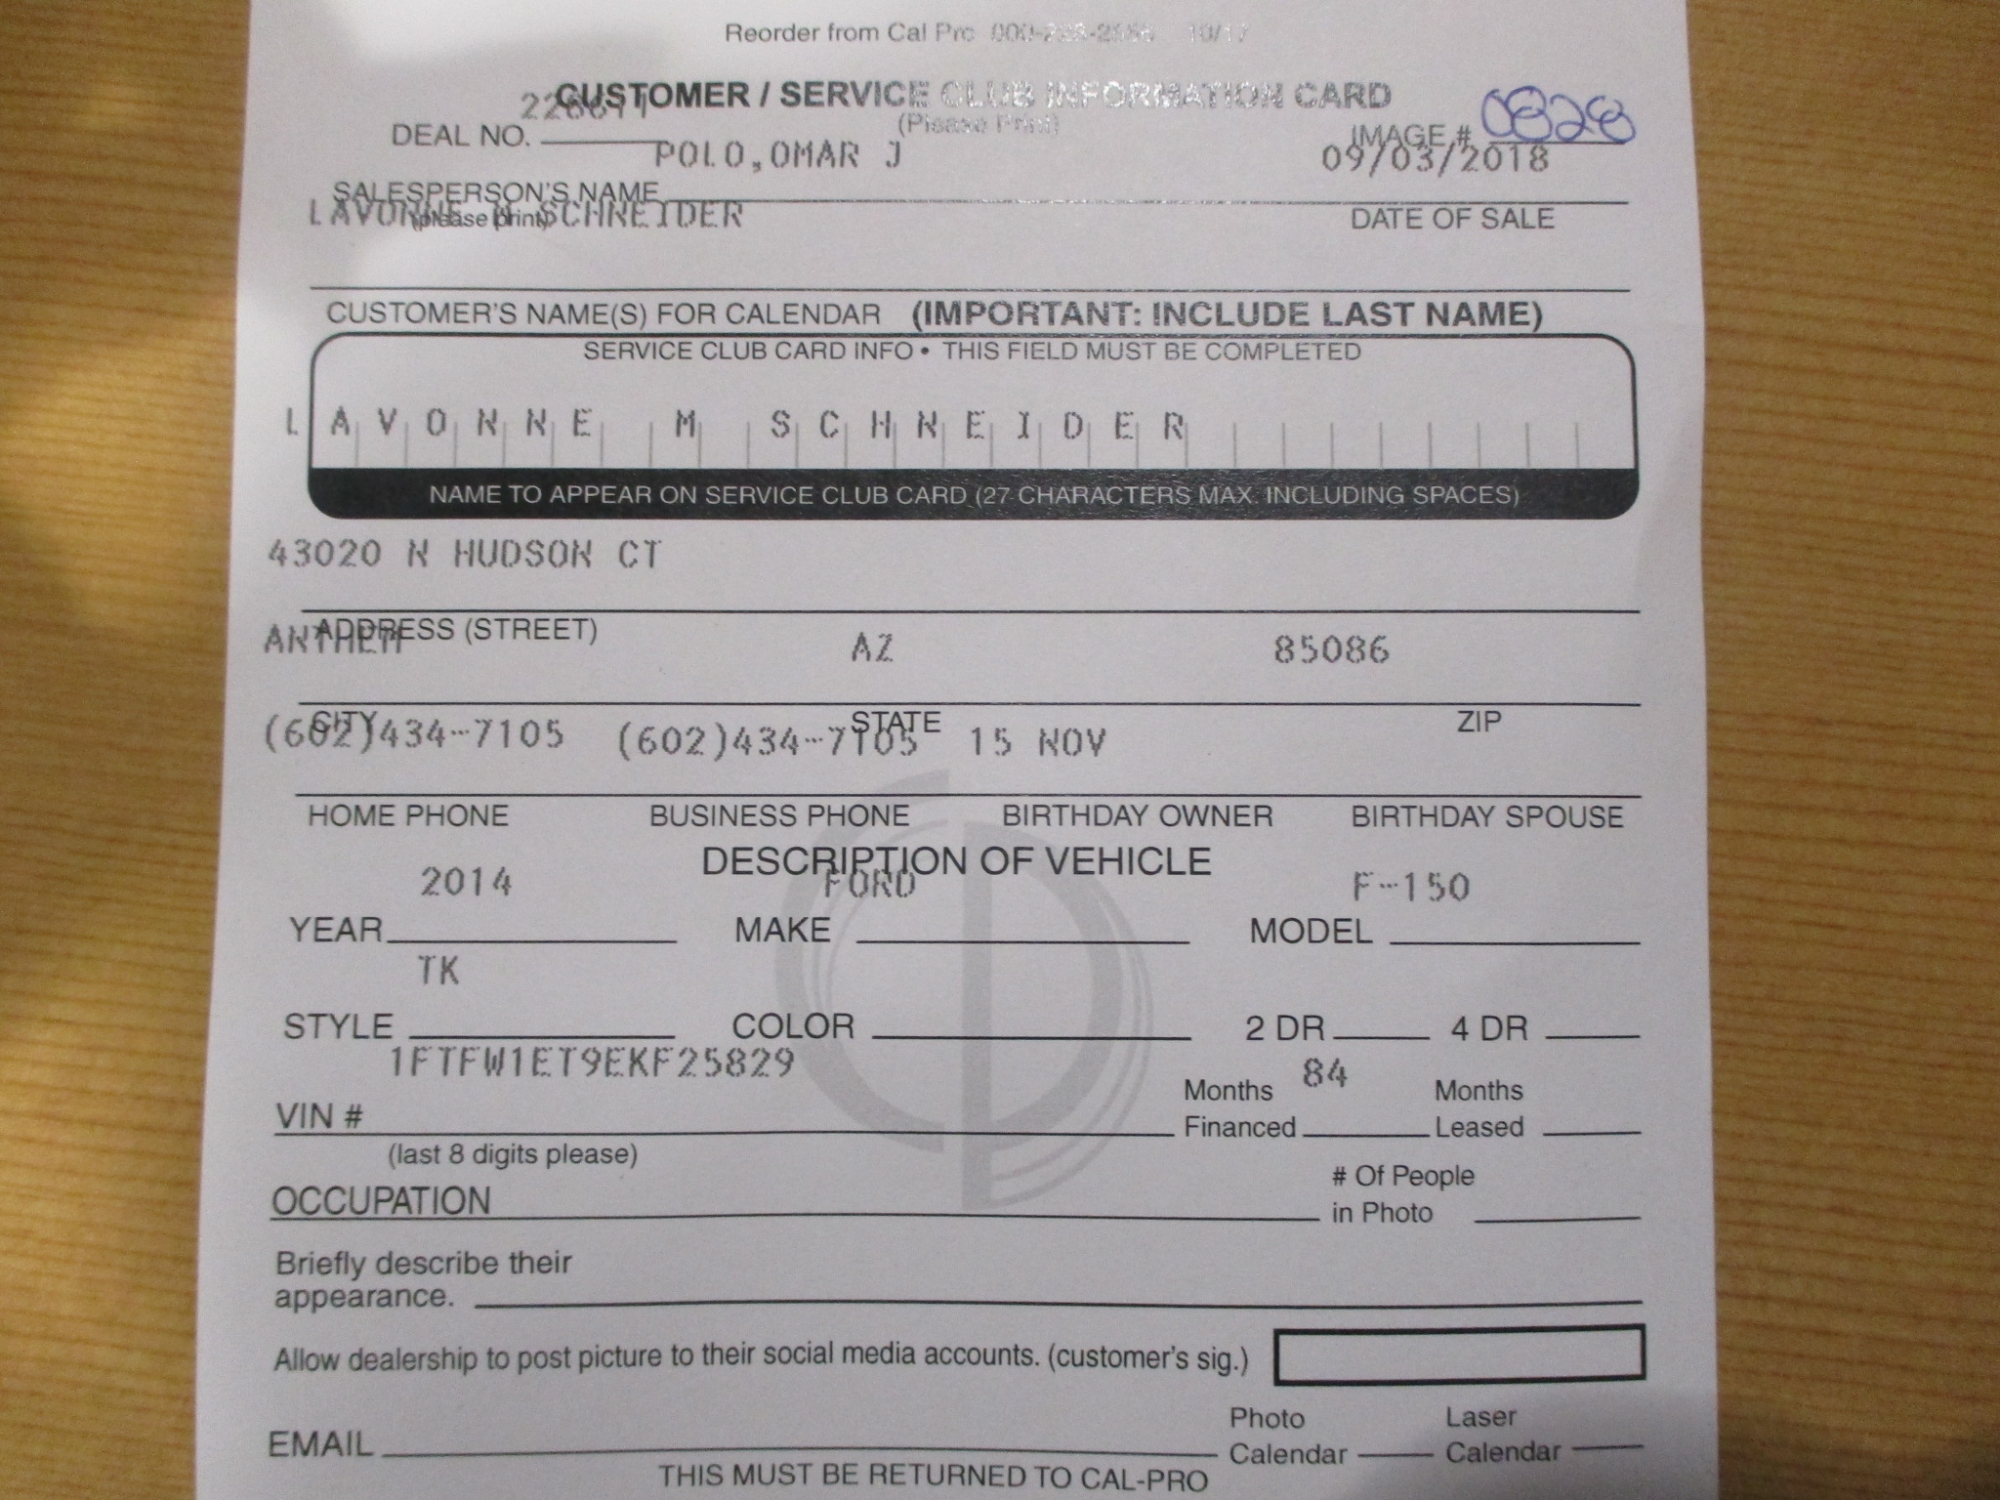 Reorder from Cal Pro 10/17
CUSTOMER / SERVICE CLUB INFORMATION CARD
(Please Print)
DEAL NO. IMAGE # 0828
POLO,OMAR J 09/03/2018
SALESPERSON'S NAME
(please print) DATE OF SALE
LAVONNE M SCHNEIDER
CUSTOMER'S NAME(S) FOR CALENDAR (IMPORTANT: INCLUDE LAST NAME)
SERVICE CLUB CARD INFO • THIS FIELD MUST BE COMPLETED
LAVONNE M SCHNEIDER
NAME TO APPEAR ON SERVICE CLUB CARD (27 CHARACTERS MAX. INCLUDING SPACES)
43020 N HUDSON CT
ADDRESS (STREET)
ANTHEM AZ 85086
CITY STATE ZIP
(602)434-7105 (602)434-7105 15 NOV
HOME PHONE BUSINESS PHONE BIRTHDAY OWNER BIRTHDAY SPOUSE
DESCRIPTION OF VEHICLE
2014 FORD F-150
YEAR MAKE MODEL
TK
STYLE COLOR 2 DR 4 DR
1FTFW1ET9EKF25829 84
VIN # Months Financed Months Leased
(last 8 digits please)
OCCUPATION # Of People in Photo
Briefly describe their
appearance.
Allow dealership to post picture to their social media accounts. (customer's sig.)
EMAIL Photo Calendar Laser Calendar
THIS MUST BE RETURNED TO CAL-PRO